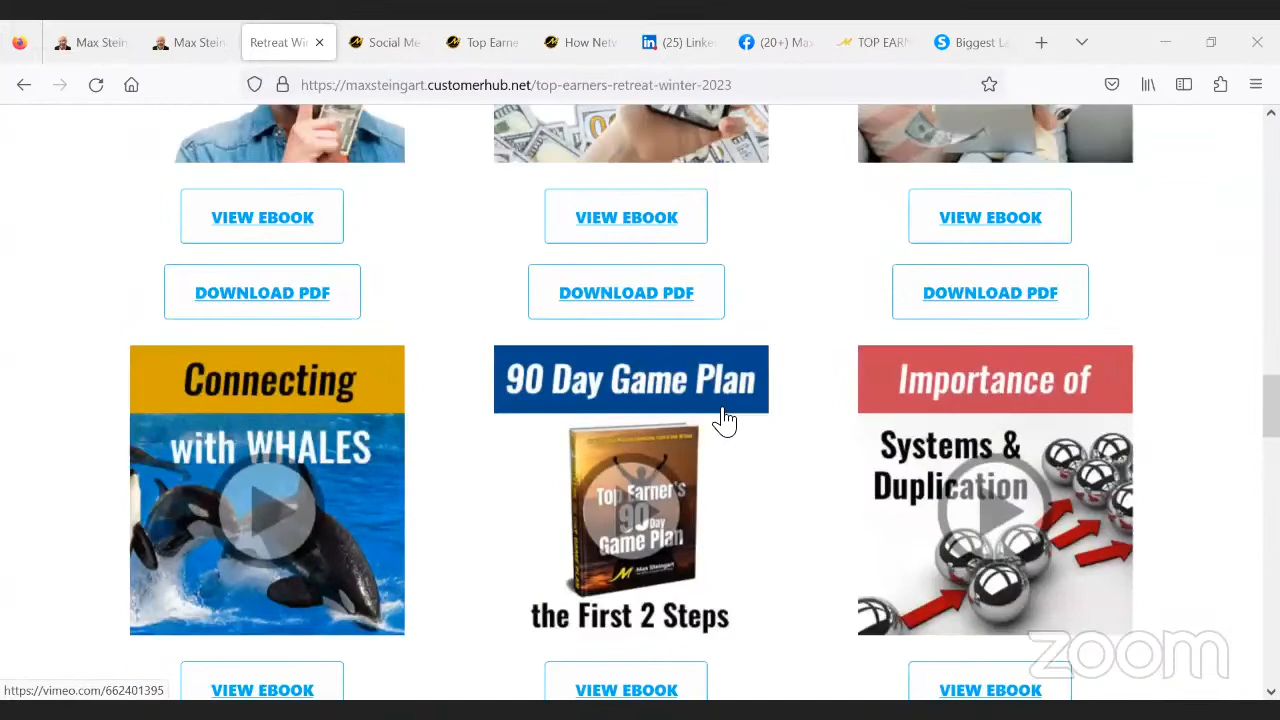 Max Stein
Max Stein
Retreat Wi
Social Me
Top Earne
How Netv
(25) Linke
(20+) Ma
TOP EARN
Biggest La
https://maxsteingart.customerhub.net/top-earners-retreat-winter-2023
VIEW EBOOK
VIEW EBOOK
VIEW EBOOK
DOWNLOAD PDF
DOWNLOAD PDF
DOWNLOAD PDF
Connecting
with WHALES
90 Day Game Plan
Top Earner's
90 Day
Game Plan
Max Steingart
the First 2 Steps
Importance of
Systems &
Duplication
zoom
VIEW EBOOK
VIEW EBOOK
VIEW EBOOK
https://vimeo.com/662401395